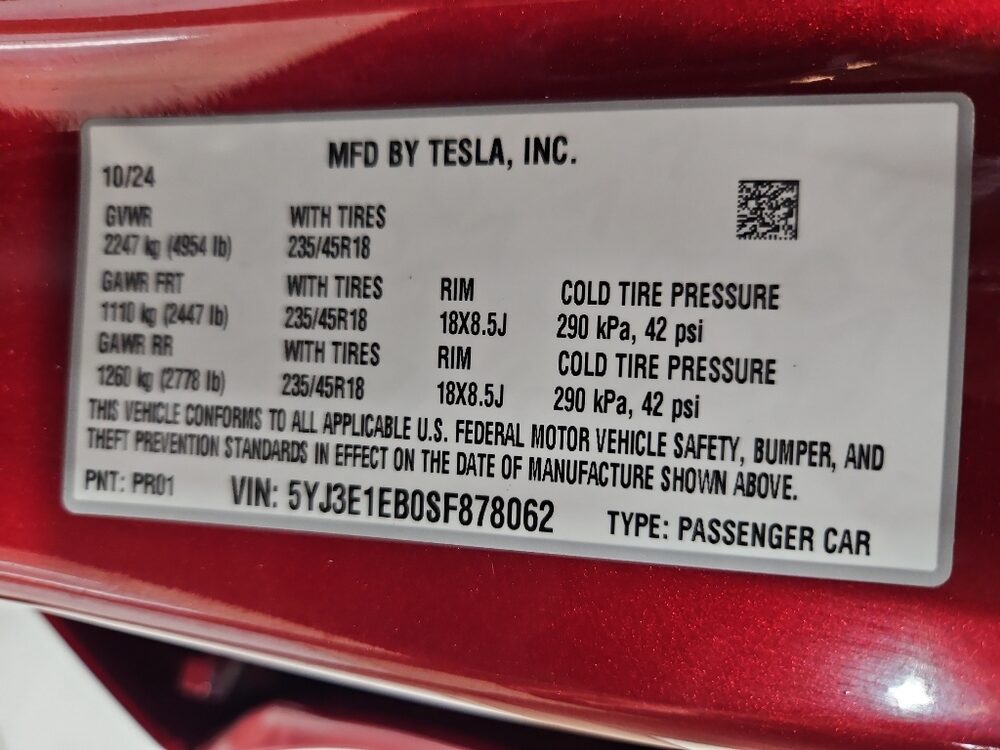 MFD BY TESLA, INC.
10/24
GVWR WITH TIRES
2247 kg (4954 lb) 235/45R18
GAWR FRT WITH TIRES RIM COLD TIRE PRESSURE
1110 kg (2447 lb) 235/45R18 18X8.5J 290 kPa, 42 psi
GAWR RR WITH TIRES RIM COLD TIRE PRESSURE
1260 kg (2778 lb) 235/45R18 18X8.5J 290 kPa, 42 psi
THIS VEHICLE CONFORMS TO ALL APPLICABLE U.S. FEDERAL MOTOR VEHICLE SAFETY, BUMPER, AND
THEFT PREVENTION STANDARDS IN EFFECT ON THE DATE OF MANUFACTURE SHOWN ABOVE.
PNT: PR01 VIN: 5YJ3E1EB0SF878062 TYPE: PASSENGER CAR